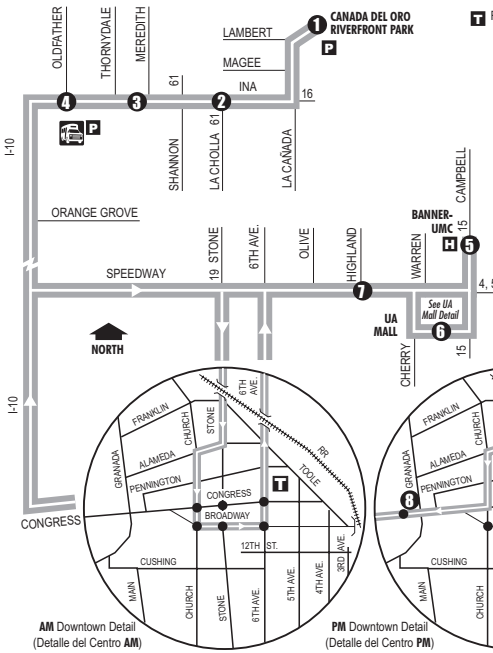 OLDFATHER
THORNYDALE
MEREDITH
LAMBERT
MAGEE
INA
1 CANADA DEL ORO
RIVERFRONT PARK
P
T
4
3
61
2
16
P
I-10
SHANNON
LA CHOLLA 61
LA CAÑADA
ORANGE GROVE
19 STONE
6TH AVE.
OLIVE
HIGHLAND
WARREN
15 CAMPBELL
BANNER-
UMC
H 5
SPEEDWAY
7
4, 5
See UA
Mall Detail
UA
MALL
6
CHERRY
15
NORTH
I-10
CONGRESS
FRANKLIN
CHURCH
STONE
6TH
AVE.
RR
TOOLE
GRANADA
ALAMEDA
PENNINGTON
CONGRESS
T
BROADWAY
12TH ST.
CUSHING
MAIN
CHURCH
STONE
6TH AVE.
5TH AVE.
4TH AVE.
3RD AVE.
AM Downtown Detail
(Detalle del Centro AM)
FRANKLIN
CHURCH
GRANADA
ALAMEDA
PENNINGTON
8
CUSHING
MAIN
CHURCH
PM Downtown Detail
(Detalle del Centro PM)